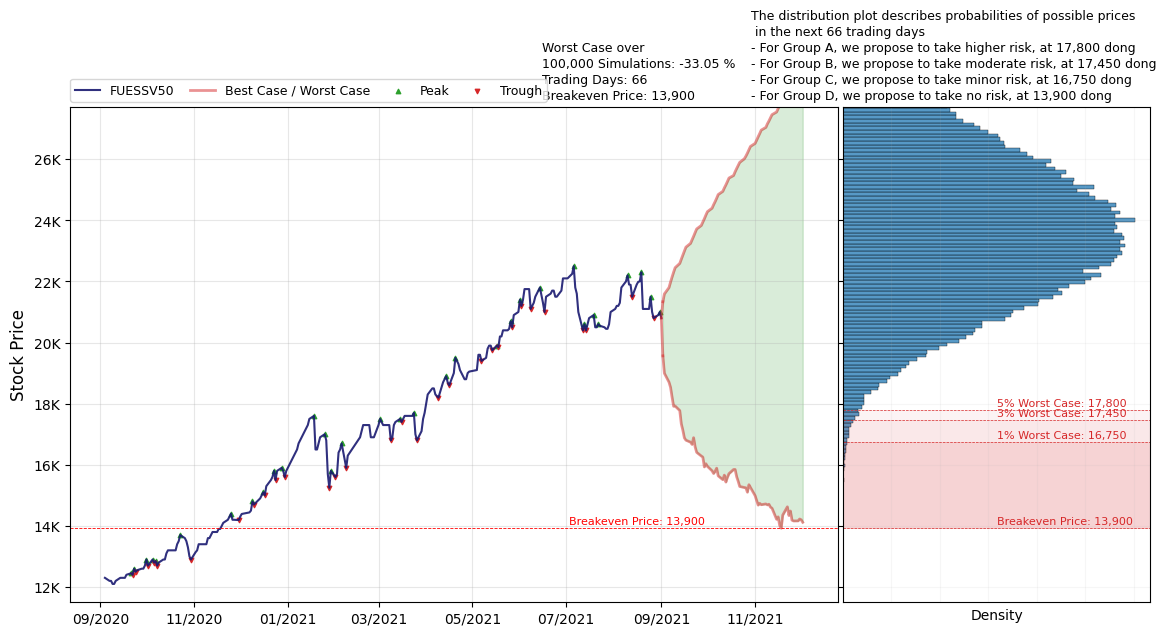 The distribution plot describes probabilities of possible prices
in the next 66 trading days
- For Group A, we propose to take higher risk, at 17,800 dong
- For Group B, we propose to take moderate risk, at 17,450 dong
- For Group C, we propose to take minor risk, at 16,750 dong
- For Group D, we propose to take no risk, at 13,900 dong
Worst Case over
100,000 Simulations: -33.05 %
Trading Days: 66
Breakeven Price: 13,900
FUESSV50
Best Case / Worst Case
Peak
Trough
Stock Price
26K
24K
22K
20K
18K
16K
14K
12K
Breakeven Price: 13,900
09/2020
11/2020
01/2021
03/2021
05/2021
07/2021
09/2021
11/2021
5% Worst Case: 17,800
3% Worst Case: 17,450
1% Worst Case: 16,750
Breakeven Price: 13,900
Density